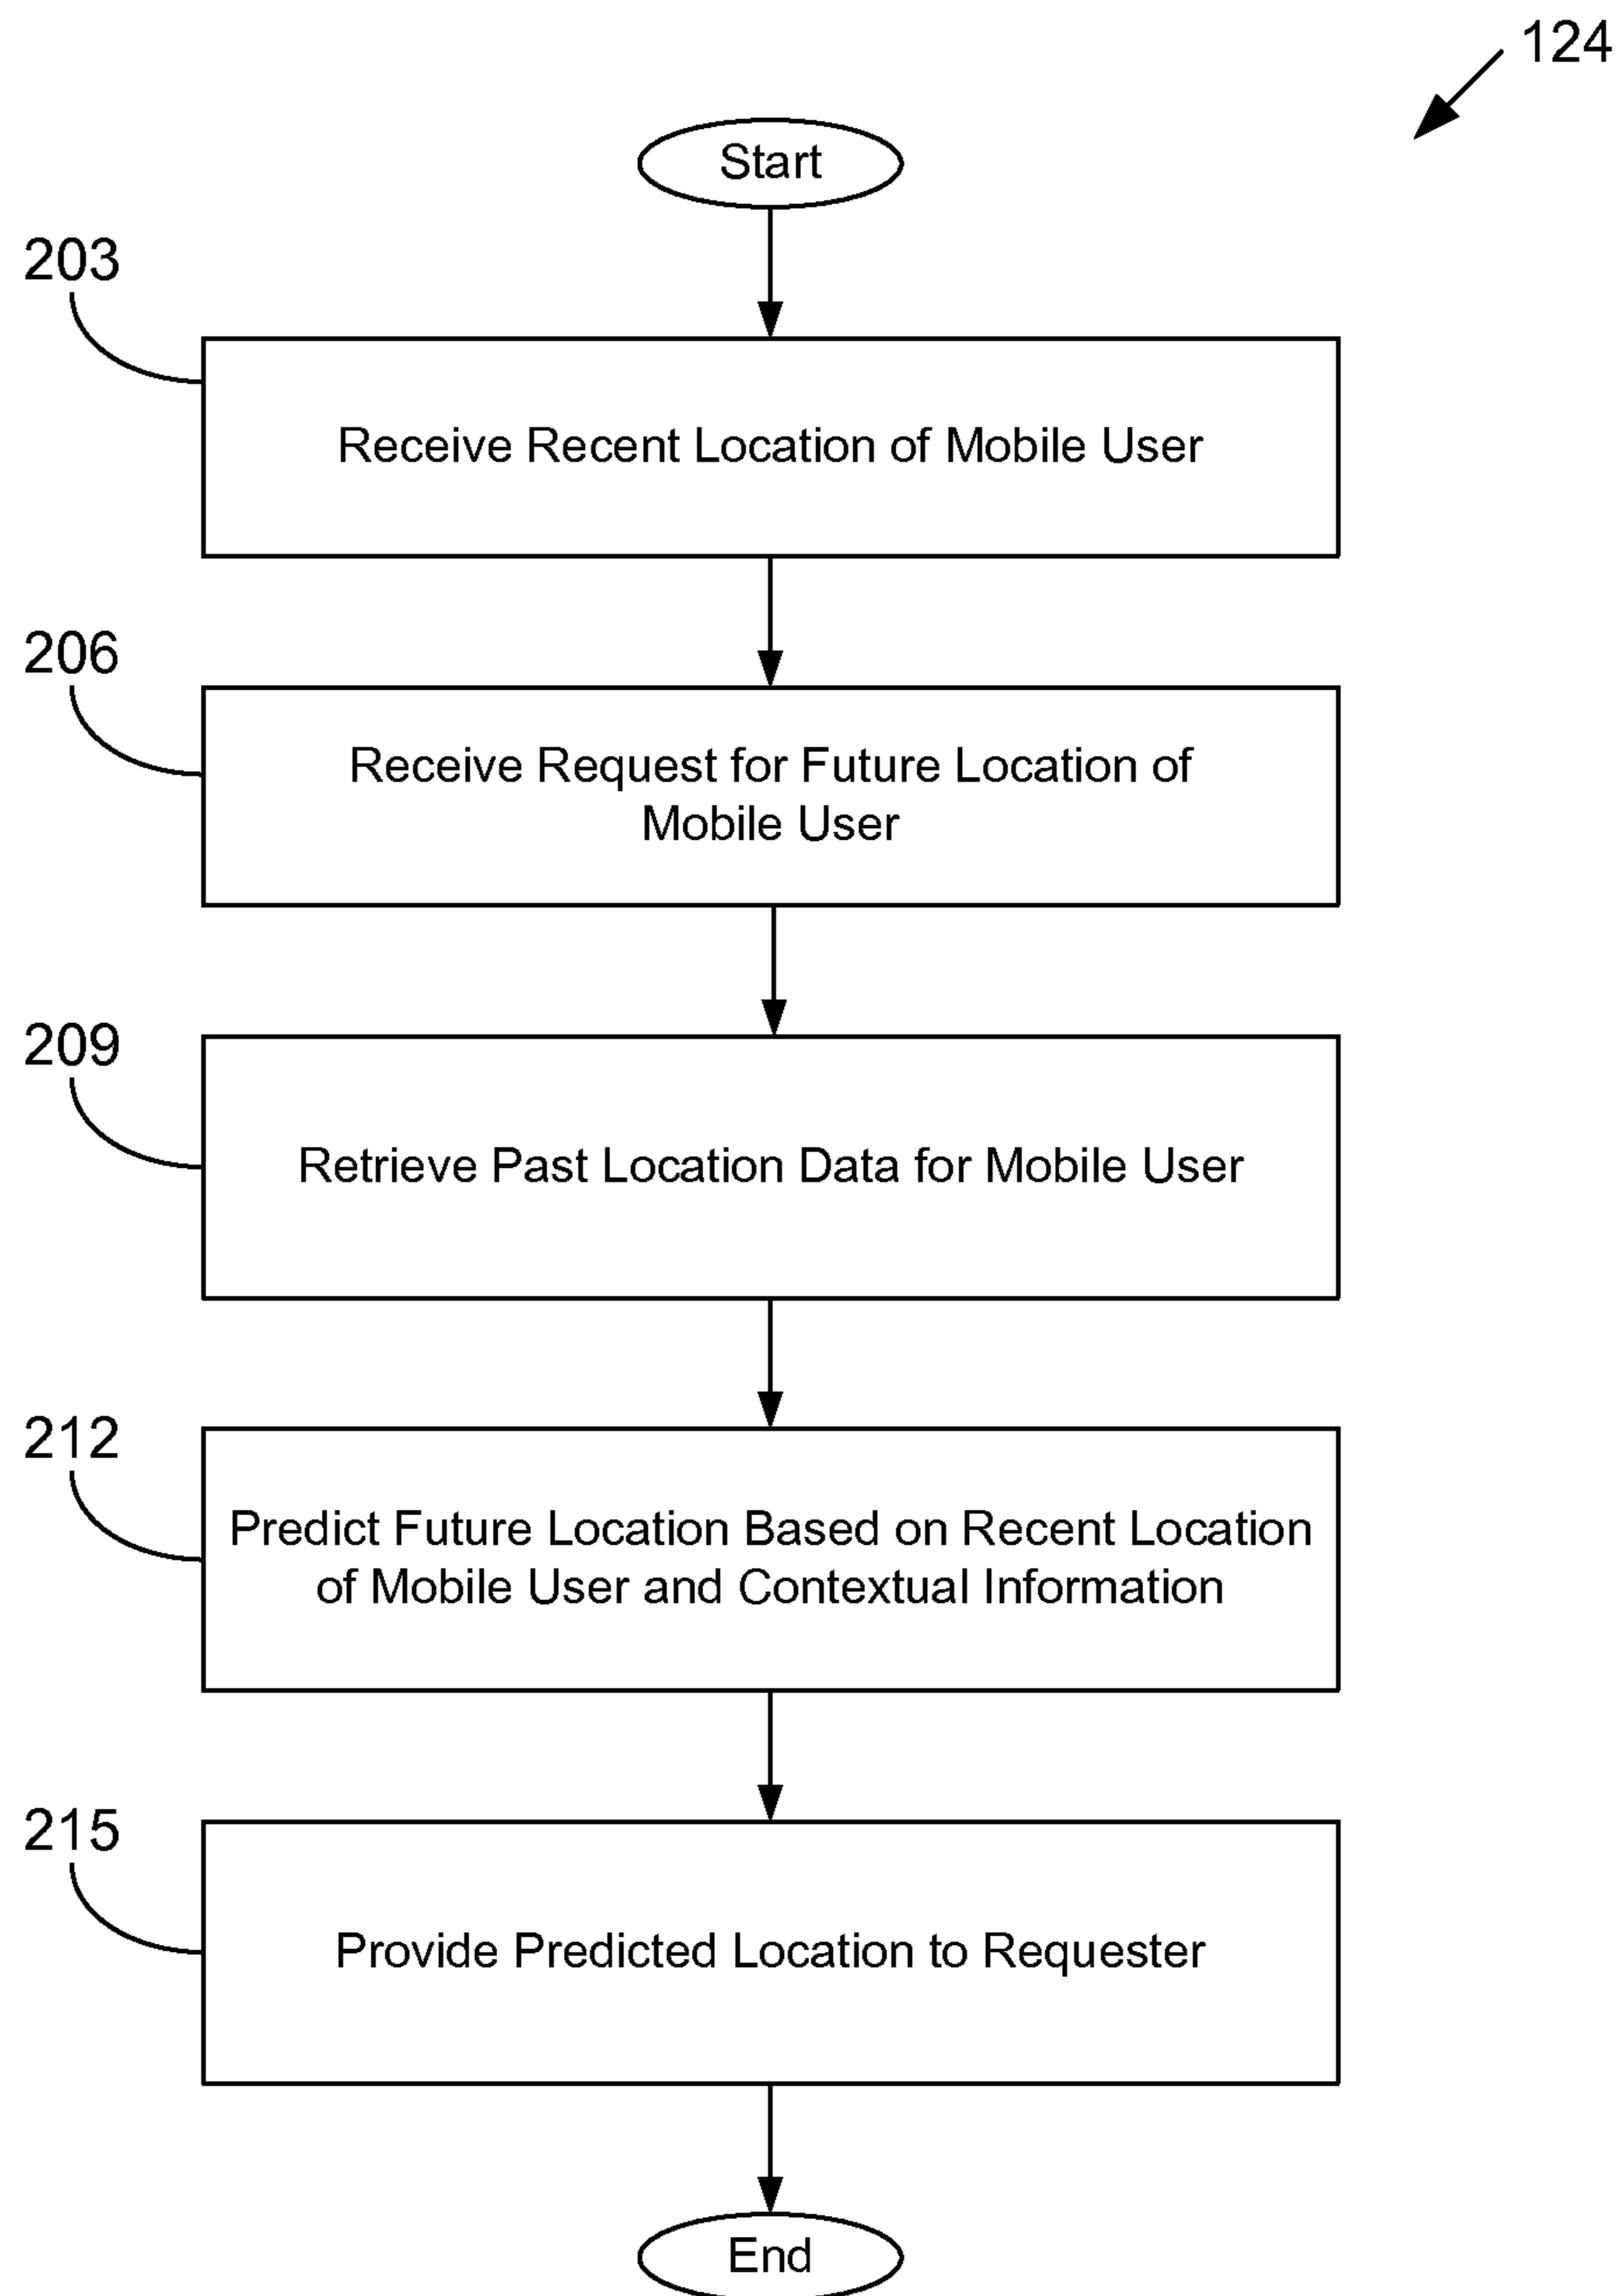 124
Start
203
Receive Recent Location of Mobile User
206
Receive Request for Future Location of
Mobile User
209
Retrieve Past Location Data for Mobile User
212
Predict Future Location Based on Recent Location
of Mobile User and Contextual Information
215
Provide Predicted Location to Requester
End